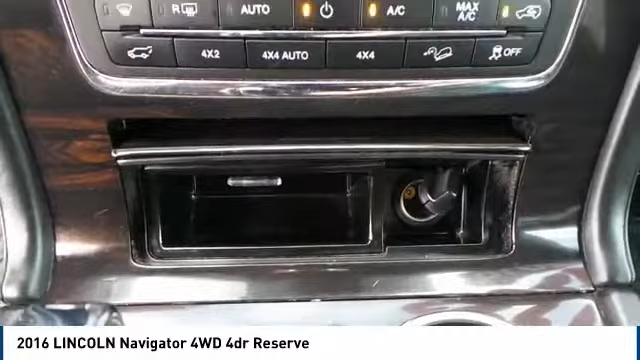 R AUTO A/C MAX A/C
4X2 4X4 AUTO 4X4 OFF
2016 LINCOLN Navigator 4WD 4dr Reserve